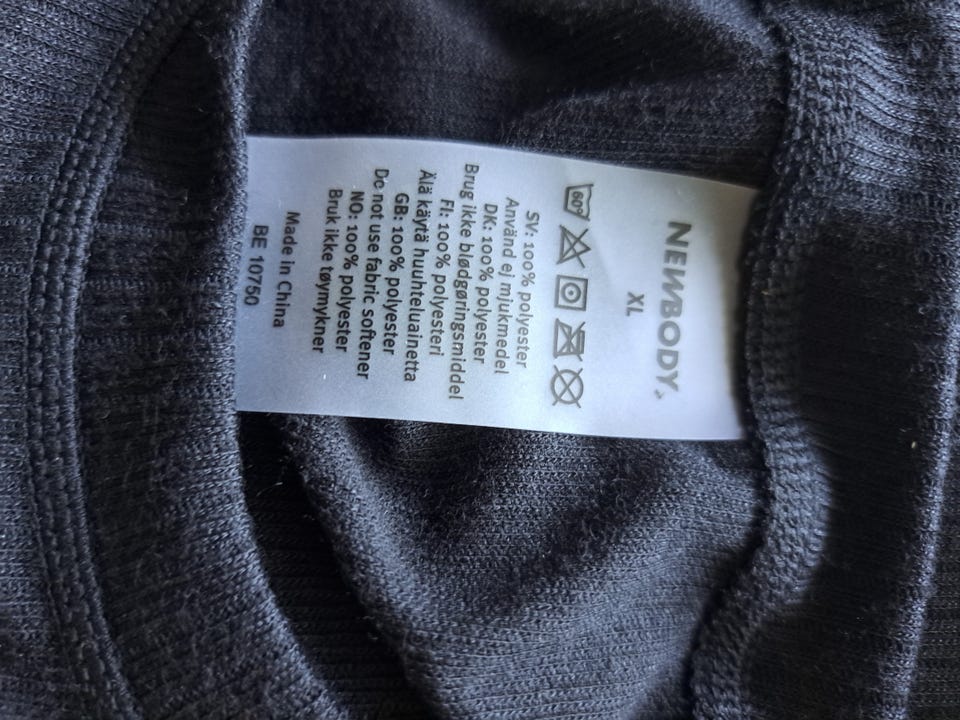 NEWBODY
XL
60°
SV: 100% polyester
Använd ej mjukmedel
DK: 100% polyester
Brug ikke blødgøringsmiddel
FI: 100% polyesteri
Älä käytä huuhteluainetta
GB: 100% polyester
Do not use fabric softener
NO: 100% polyester
Bruk ikke tøymykner
Made in China
BE 10750